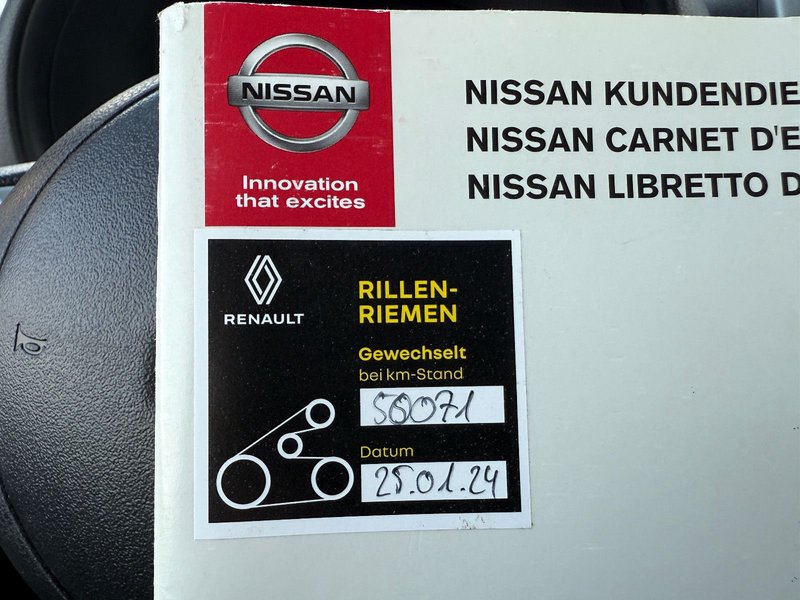 NISSAN
Innovation
that excites
NISSAN KUNDENDIE
NISSAN CARNET D'E
NISSAN LIBRETTO D
RENAULT
RILLEN-
RIEMEN
Gewechselt
bei km-Stand
50071
Datum
25.01.24